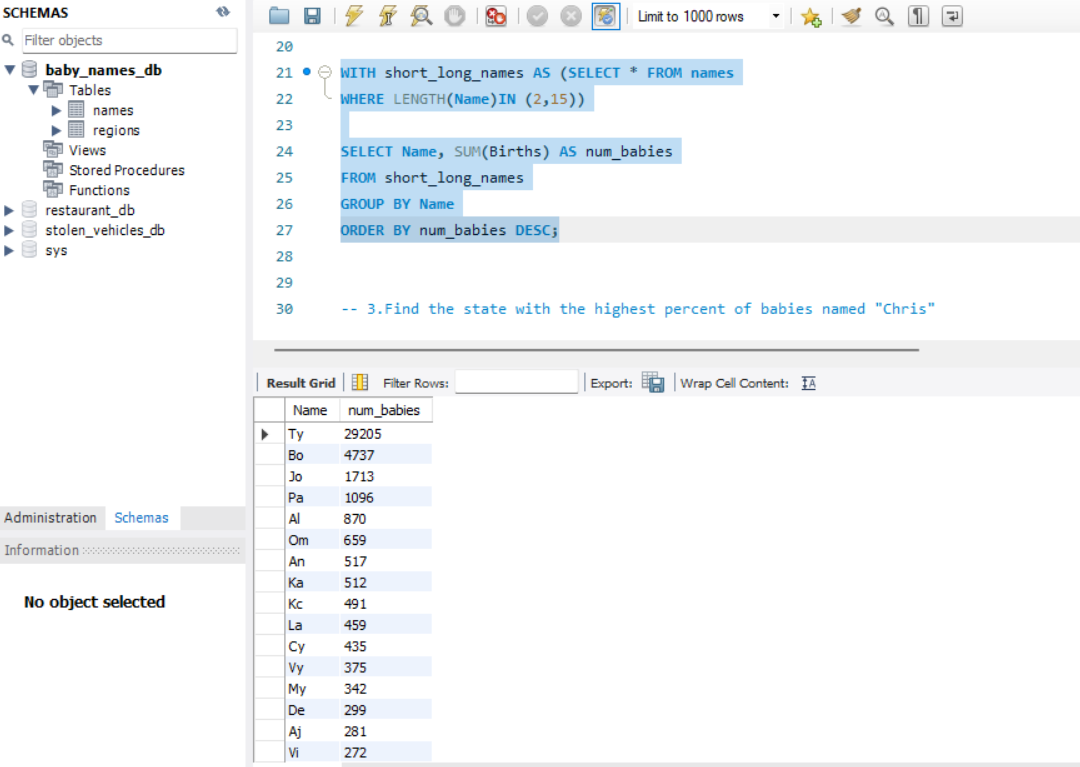 SCHEMAS
Filter objects
baby_names_db
Tables
names
regions
Views
Stored Procedures
Functions
restaurant_db
stolen_vehicles_db
sys
Administration Schemas
Information
No object selected
Limit to 1000 rows
20
21 WITH short_long_names AS (SELECT * FROM names
22 WHERE LENGTH(Name)IN (2,15))
23
24 SELECT Name, SUM(Births) AS num_babies
25 FROM short_long_names
26 GROUP BY Name
27 ORDER BY num_babies DESC;
28
29
30 -- 3.Find the state with the highest percent of babies named "Chris"
Result Grid Filter Rows: Export: Wrap Cell Content: IA
Name num_babies
Ty 29205
Bo 4737
Jo 1713
Pa 1096
Al 870
Om 659
An 517
Ka 512
Kc 491
La 459
Cy 435
Vy 375
My 342
De 299
Aj 281
Vi 272